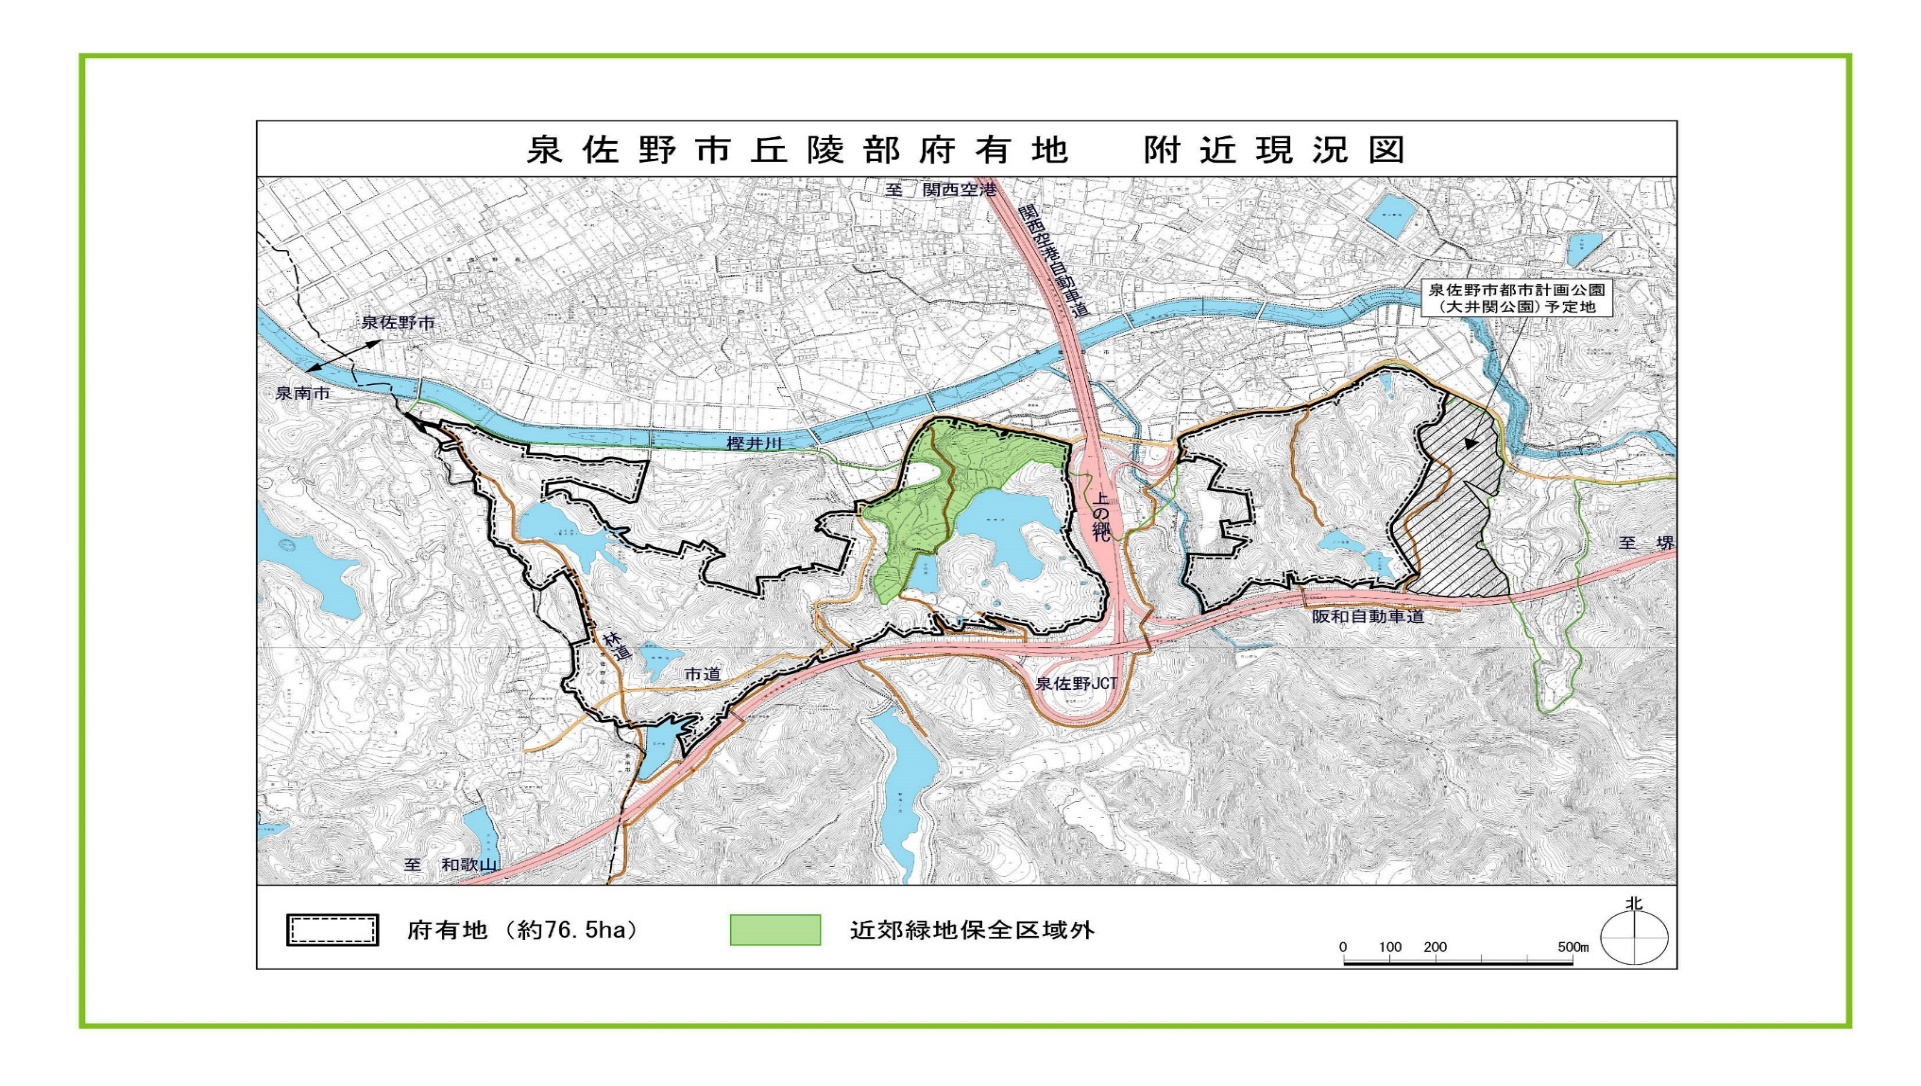 泉佐野市丘陵部府有地　附近現況図
至　関西空港
関西空港自動車道
泉佐野市都市計画公園
(大井関公園)予定地
泉佐野市
泉南市
樫井川
上の郷IC
至　堺
阪和自動車道
林道
市道
泉佐野JCT
至　和歌山
府有地（約76.5ha）
近郊緑地保全区域外
0 100 200 500m
北